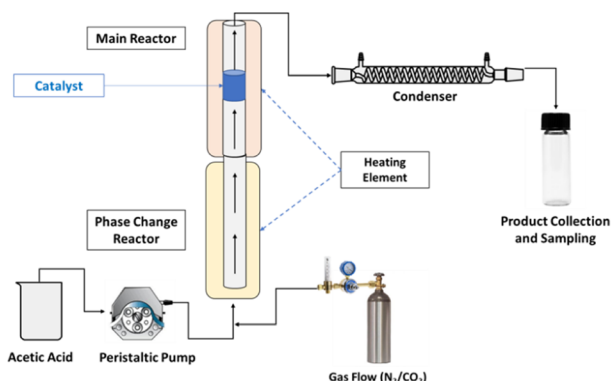 Main Reactor
Catalyst
Condenser
Heating
Element
Phase Change
Reactor
Product Collection
and Sampling
Acetic Acid
Peristaltic Pump
Gas Flow (N₂/CO₂)